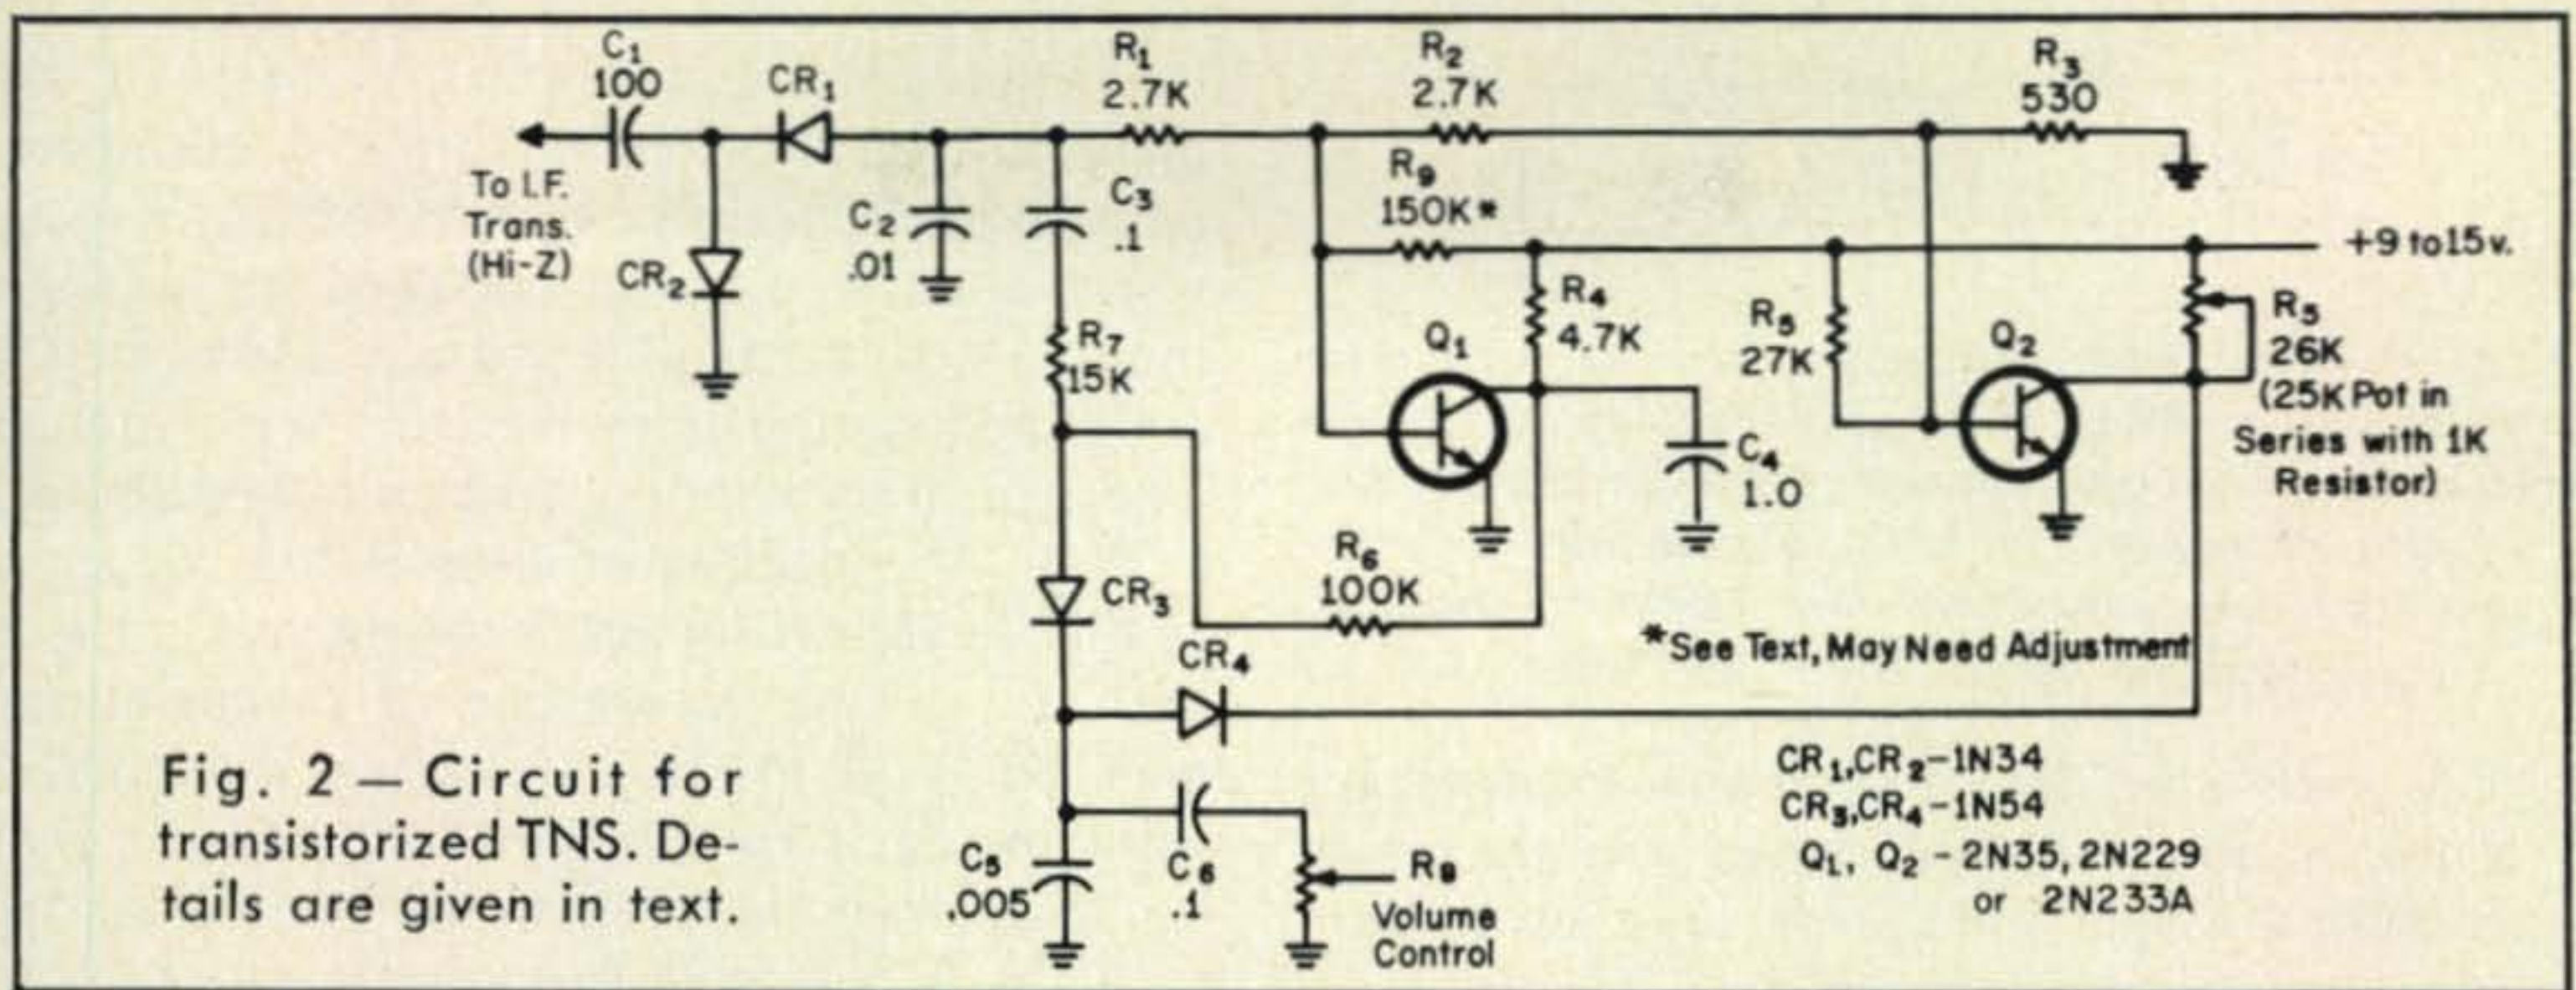 C1
100
CR1
R1
2.7K
R2
2.7K
R3
530
To I.F.
Trans.
(Hi-Z)
CR2
C2
.01
C3
.1
R9
150K*
+9 to 15v.
R7
15K
Q1
R4
4.7K
R5
27K
Q2
R5
26K
(25K Pot in
Series with 1K
Resistor)
C4
1.0
R6
100K
CR3
CR4
*See Text, May Need Adjustment
C5
.005
C6
.1
R8
Volume
Control
CR1,CR2-1N34
CR3,CR4-1N54
Q1, Q2 - 2N35, 2N229
or 2N233A
Fig. 2 — Circuit for
transistorized TNS. De-
tails are given in text.